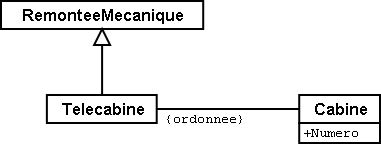 RemonteeMecanique
Telecabine
{ordonnee}
Cabine
+Numero